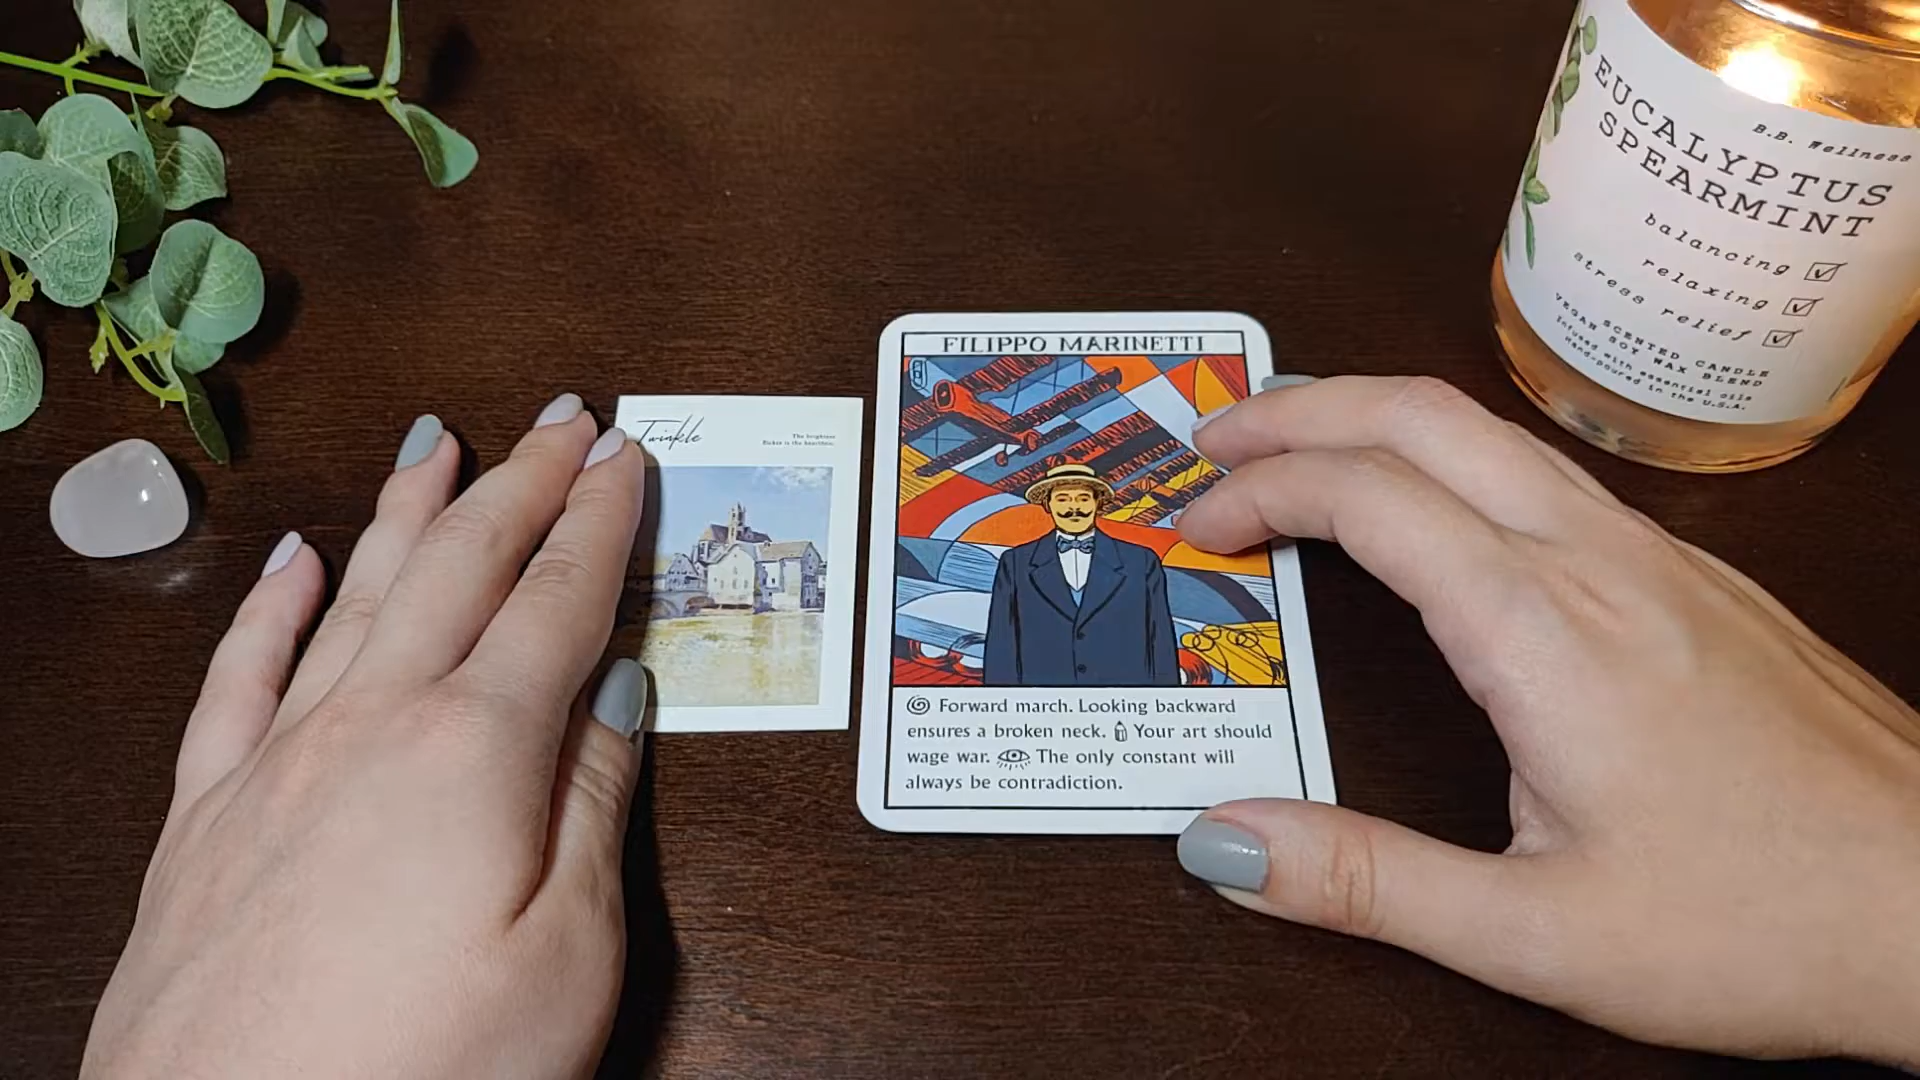 Twinkle
The brightest
flicker in the
FILIPPO MARINETTI
Forward march. Looking backward
ensures a broken neck. Your art should
wage war. The only constant will
always be contradiction.
B.B. Wellness
EUCALYPTUS
SPEARMINT
balancing
relaxing
stress relief
VEGAN SCENTED CANDLE
SOY WAX BLEND
Infused with essential oils
Hand-poured in the U.S.A.